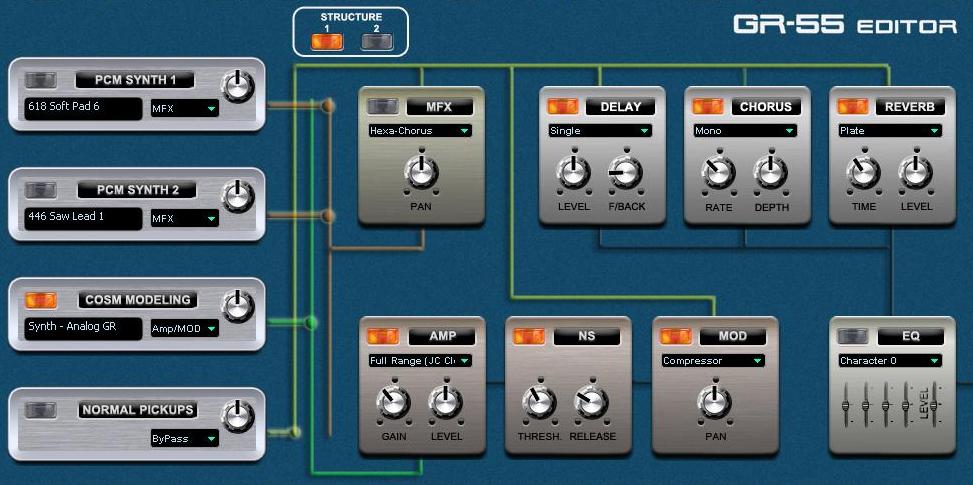 STRUCTURE
1 2
GR-55 EDITOR
PCM SYNTH 1
618 Soft Pad 6
MFX
PCM SYNTH 2
446 Saw Lead 1
MFX
COSM MODELING
Synth - Analog GR
Amp/MOD
NORMAL PICKUPS
ByPass
MFX
Hexa-Chorus
PAN
DELAY
Single
LEVEL F/BACK
CHORUS
Mono
RATE DEPTH
REVERB
Plate
TIME LEVEL
AMP
Full Range (JC Cl
GAIN LEVEL
NS
THRESH. RELEASE
MOD
Compressor
PAN
EQ
Character 0
LEVEL